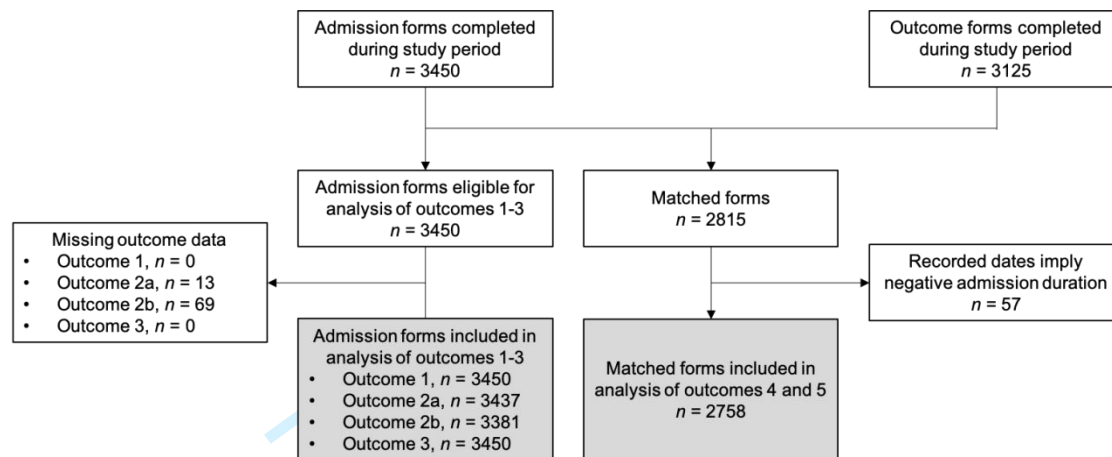 Admission forms completed
during study period
n = 3450
Outcome forms completed
during study period
n = 3125
Admission forms eligible for
analysis of outcomes 1-3
n = 3450
Matched forms
n = 2815
Missing outcome data
• Outcome 1, n = 0
• Outcome 2a, n = 13
• Outcome 2b, n = 69
• Outcome 3, n = 0
Recorded dates imply
negative admission duration
n = 57
Admission forms included in
analysis of outcomes 1-3
• Outcome 1, n = 3450
• Outcome 2a, n = 3437
• Outcome 2b, n = 3381
• Outcome 3, n = 3450
Matched forms included in
analysis of outcomes 4 and 5
n = 2758